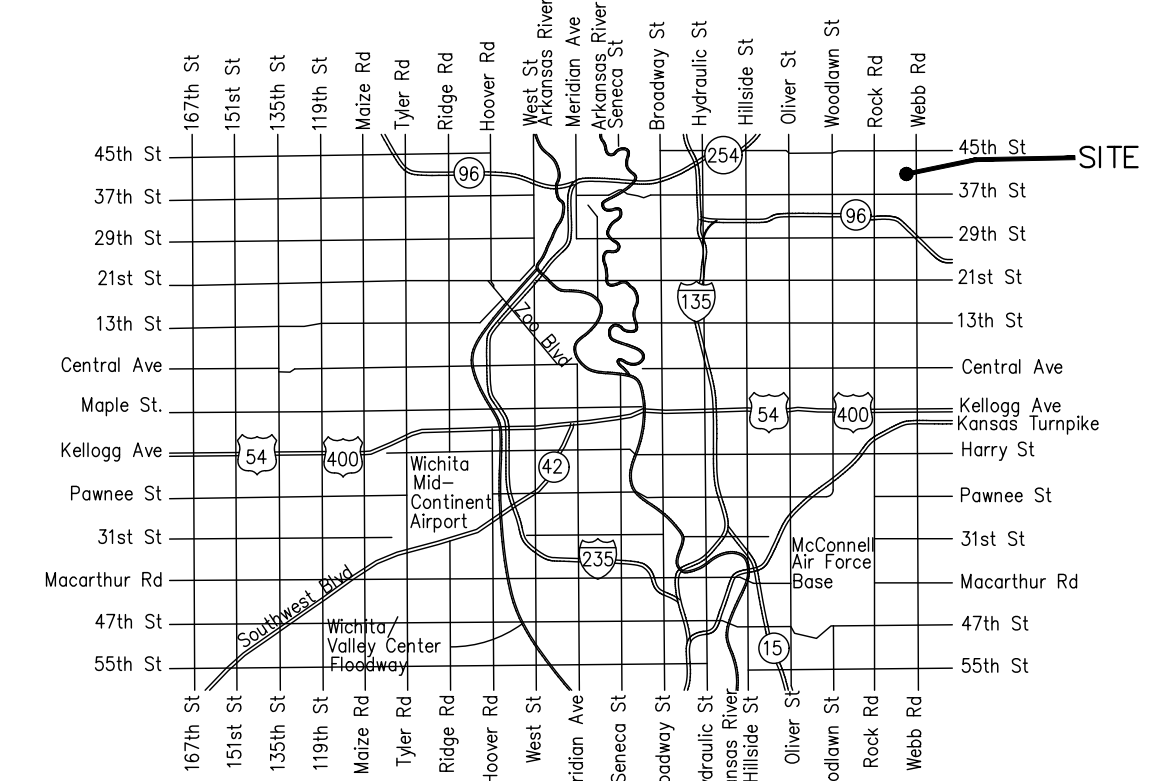 167th St
151st St
135th St
119th St
Maize Rd
Tyler Rd
Ridge Rd
Hoover Rd
West St
Arkansas River
Meridian Ave
Arkansas River
Seneca St
Broadway St
Hydraulic St
Hillside St
Oliver St
Woodlawn St
Rock Rd
Webb Rd
45th St
254
45th St
SITE
96
37th St
37th St
96
29th St
29th St
21st St
21st St
135
13th St
Zoo Blvd
13th St
Central Ave
Central Ave
Maple St.
54
400
Kellogg Ave
Kansas Turnpike
Kellogg Ave
54
400
Harry St
42
Wichita
Mid-
Continent
Airport
Pawnee St
Pawnee St
31st St
31st St
235
McConnell
Air Force
Base
Macarthur Rd
Macarthur Rd
Southwest Blvd
47th St
47th St
Wichita/
Valley Center
Floodway
15
55th St
55th St
167th St
151st St
135th St
119th St
Maize Rd
Tyler Rd
Ridge Rd
Hoover Rd
West St
ridian Ave
Seneca St
oadway St
draulic St
nsas River
Hillside St
Oliver St
odlawn St
Rock Rd
Webb Rd